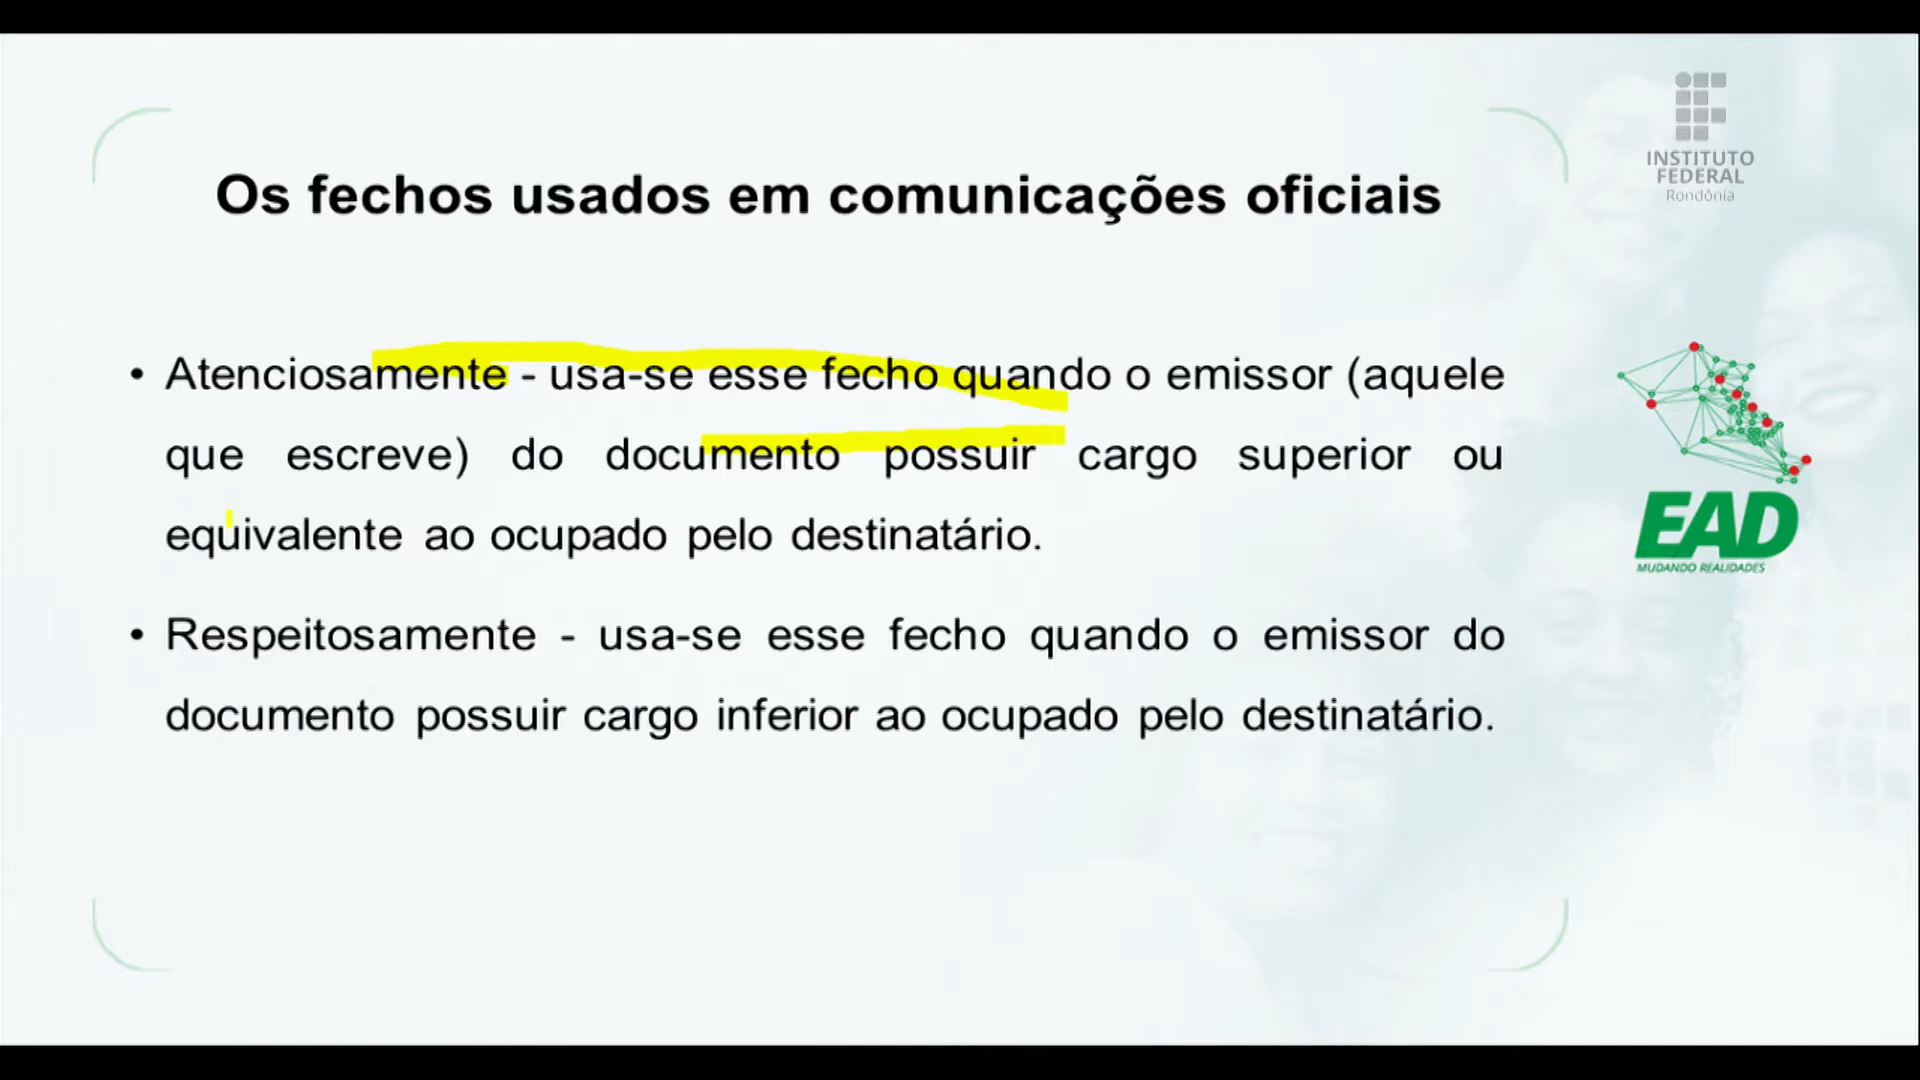 INSTITUTO
FEDERAL
Rondônia
Os fechos usados em comunicações oficiais
• Atenciosamente - usa-se esse fecho quando o emissor (aquele
que escreve) do documento possuir cargo superior ou
equivalente ao ocupado pelo destinatário.
• Respeitosamente - usa-se esse fecho quando o emissor do
documento possuir cargo inferior ao ocupado pelo destinatário.
EAD
MUDANDO REALIDADES